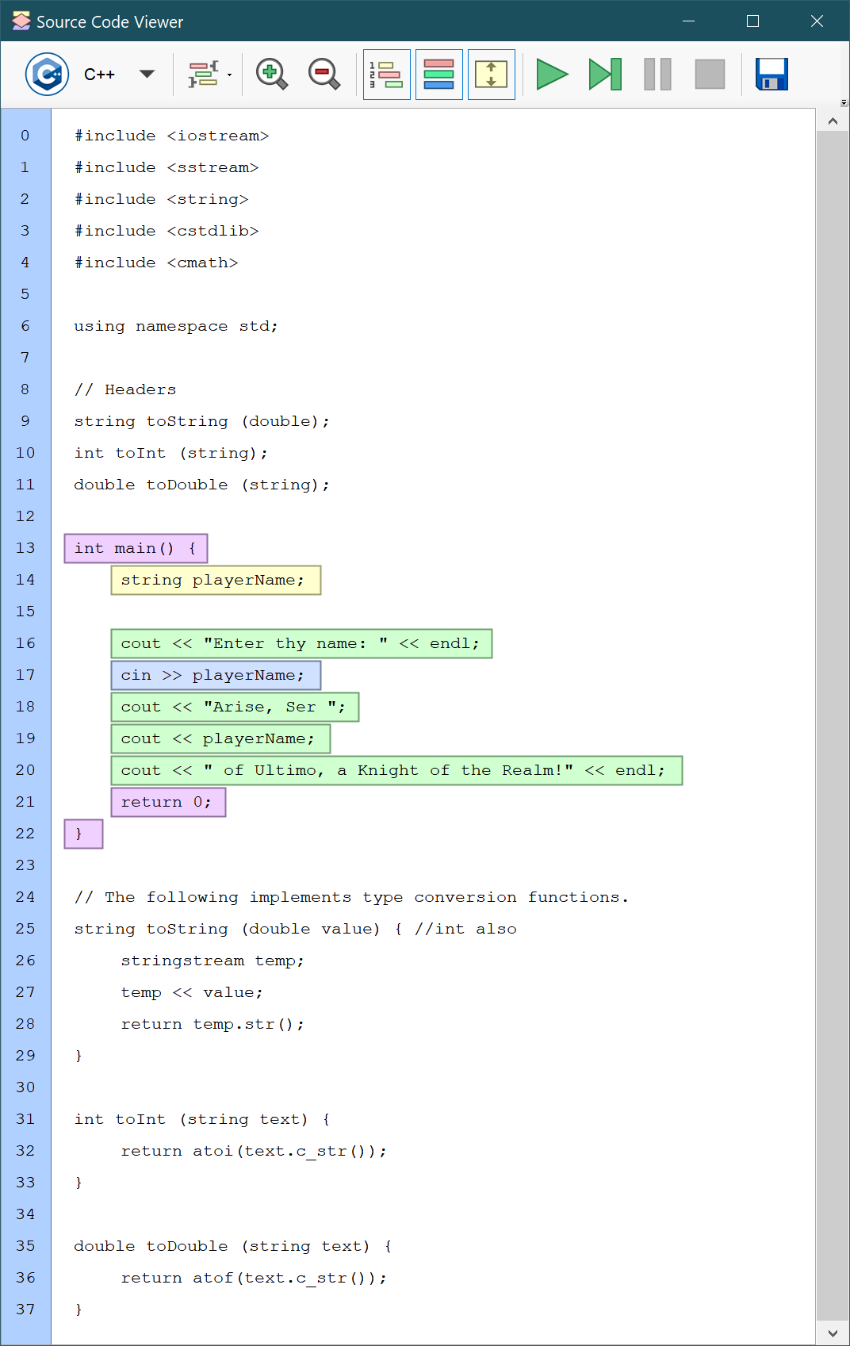 Source Code Viewer
C++
0 #include <iostream>
1 #include <sstream>
2 #include <string>
3 #include <cstdlib>
4 #include <cmath>
5
6 using namespace std;
7
8 // Headers
9 string toString (double);
10 int toInt (string);
11 double toDouble (string);
12
13 int main() {
14 string playerName;
15
16 cout << "Enter thy name: " << endl;
17 cin >> playerName;
18 cout << "Arise, Ser ";
19 cout << playerName;
20 cout << " of Ultimo, a Knight of the Realm!" << endl;
21 return 0;
22 }
23
24 // The following implements type conversion functions.
25 string toString (double value) { //int also
26 stringstream temp;
27 temp << value;
28 return temp.str();
29 }
30
31 int toInt (string text) {
32 return atoi(text.c_str());
33 }
34
35 double toDouble (string text) {
36 return atof(text.c_str());
37 }